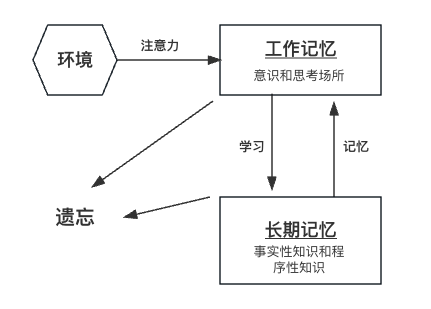 环境
注意力
工作记忆
意识和思考场所
学习
记忆
遗忘
长期记忆
事实性知识和程
序性知识